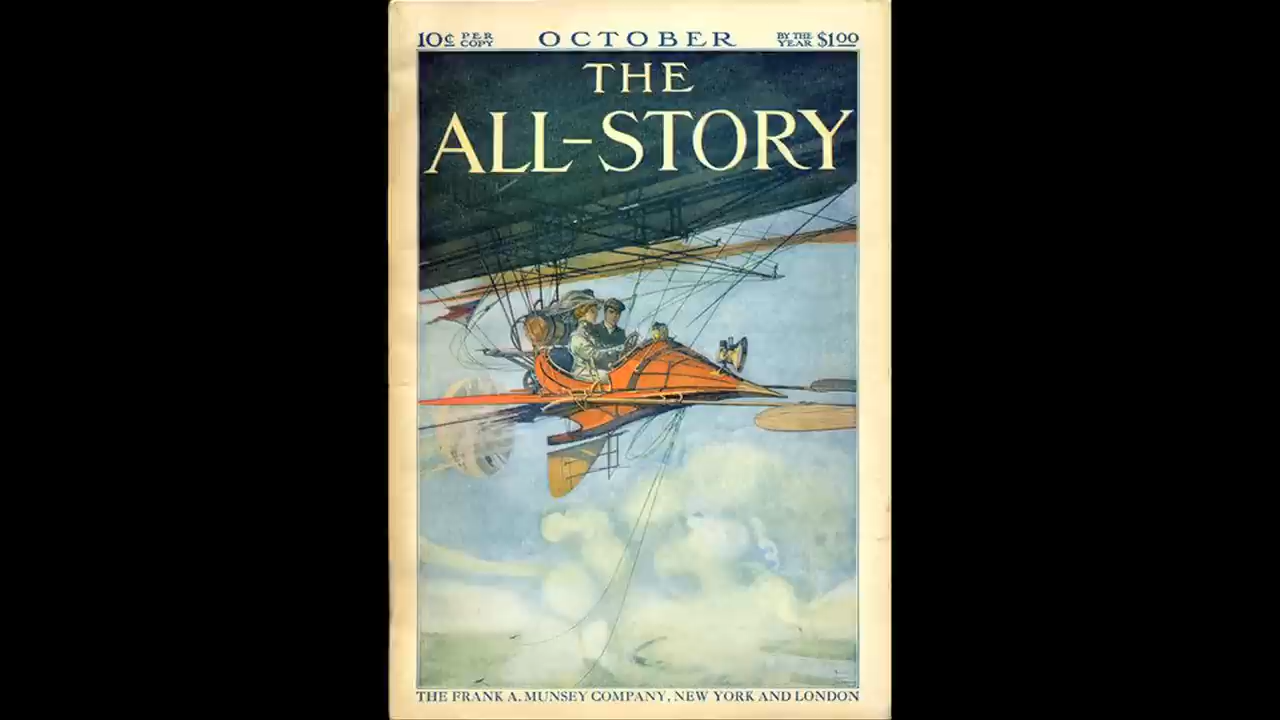 10¢ PER COPY OCTOBER BY THE YEAR $1.00
THE
ALL-STORY
THE FRANK A. MUNSEY COMPANY, NEW YORK AND LONDON